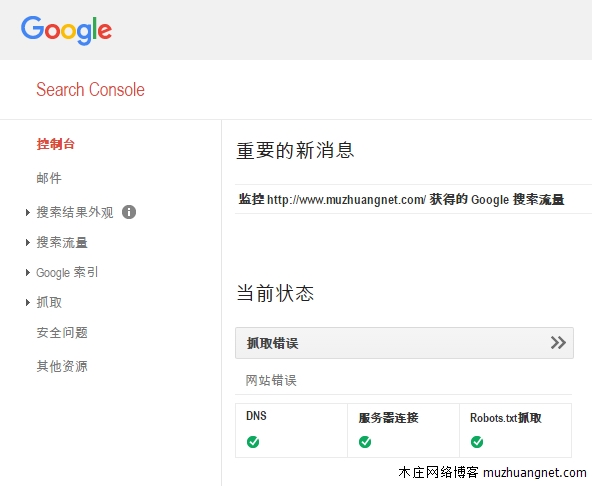 Google
Search Console
控制台
邮件
搜索结果外观
搜索流量
Google 索引
抓取
安全问题
其他资源
重要的新消息
监控 http://www.muzhuangnet.com/ 获得的 Google 搜索流量
当前状态
抓取错误
网站错误
DNS
服务器连接
Robots.txt抓取
木庄网络博客 muzhuangnet.com